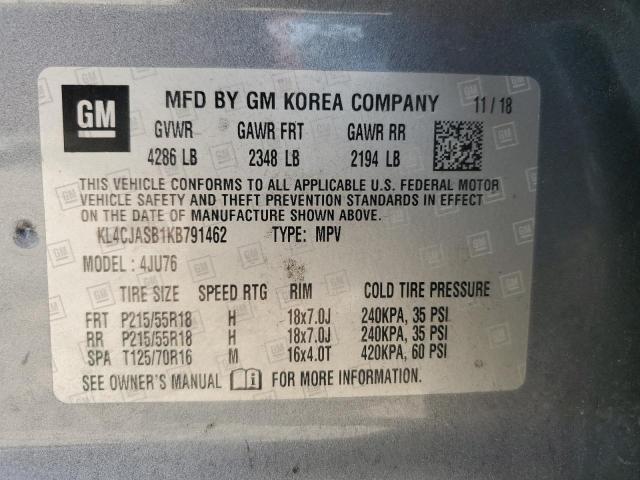 GM MFD BY GM KOREA COMPANY 11/18
GVWR GAWR FRT GAWR RR
4286 LB 2348 LB 2194 LB
THIS VEHICLE CONFORMS TO ALL APPLICABLE U.S. FEDERAL MOTOR
VEHICLE SAFETY AND THEFT PREVENTION STANDARDS IN EFFECT
ON THE DATE OF MANUFACTURE SHOWN ABOVE.
KL4CJASB1KB791462 TYPE: MPV
MODEL: 4JU76
TIRE SIZE SPEED RTG RIM COLD TIRE PRESSURE
FRT P215/55R18 H 18x7.0J 240KPA, 35 PSI
RR P215/55R18 H 18x7.0J 240KPA, 35 PSI
SPA T125/70R16 M 16x4.0T 420KPA, 60 PSI
SEE OWNER'S MANUAL FOR MORE INFORMATION.